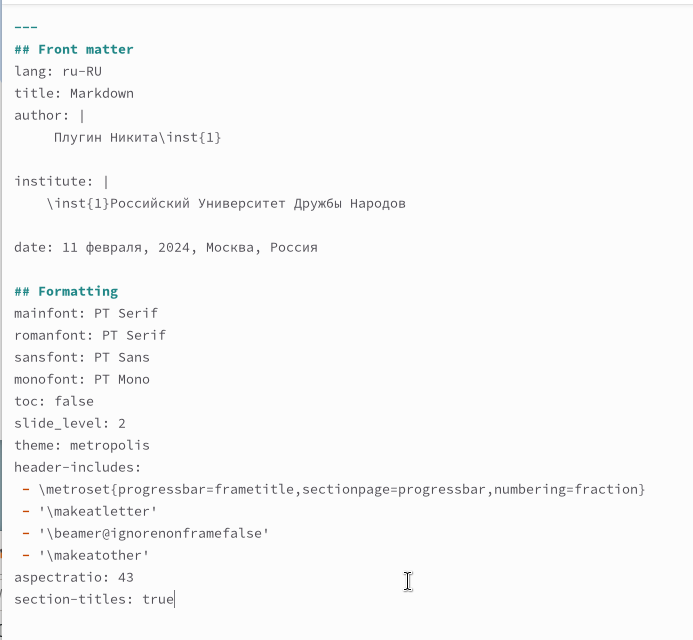 ---
## Front matter
lang: ru-RU
title: Markdown
author: |
     Плугин Никита\inst{1}

institute: |
    \inst{1}Российский Университет Дружбы Народов

date: 11 февраля, 2024, Москва, Россия

## Formatting
mainfont: PT Serif
romanfont: PT Serif
sansfont: PT Sans
monofont: PT Mono
toc: false
slide_level: 2
theme: metropolis
header-includes:
 - \metroset{progressbar=frametitle,sectionpage=progressbar,numbering=fraction}
 - '\makeatletter'
 - '\beamer@ignorenonframefalse'
 - '\makeatother'
aspectratio: 43
section-titles: true